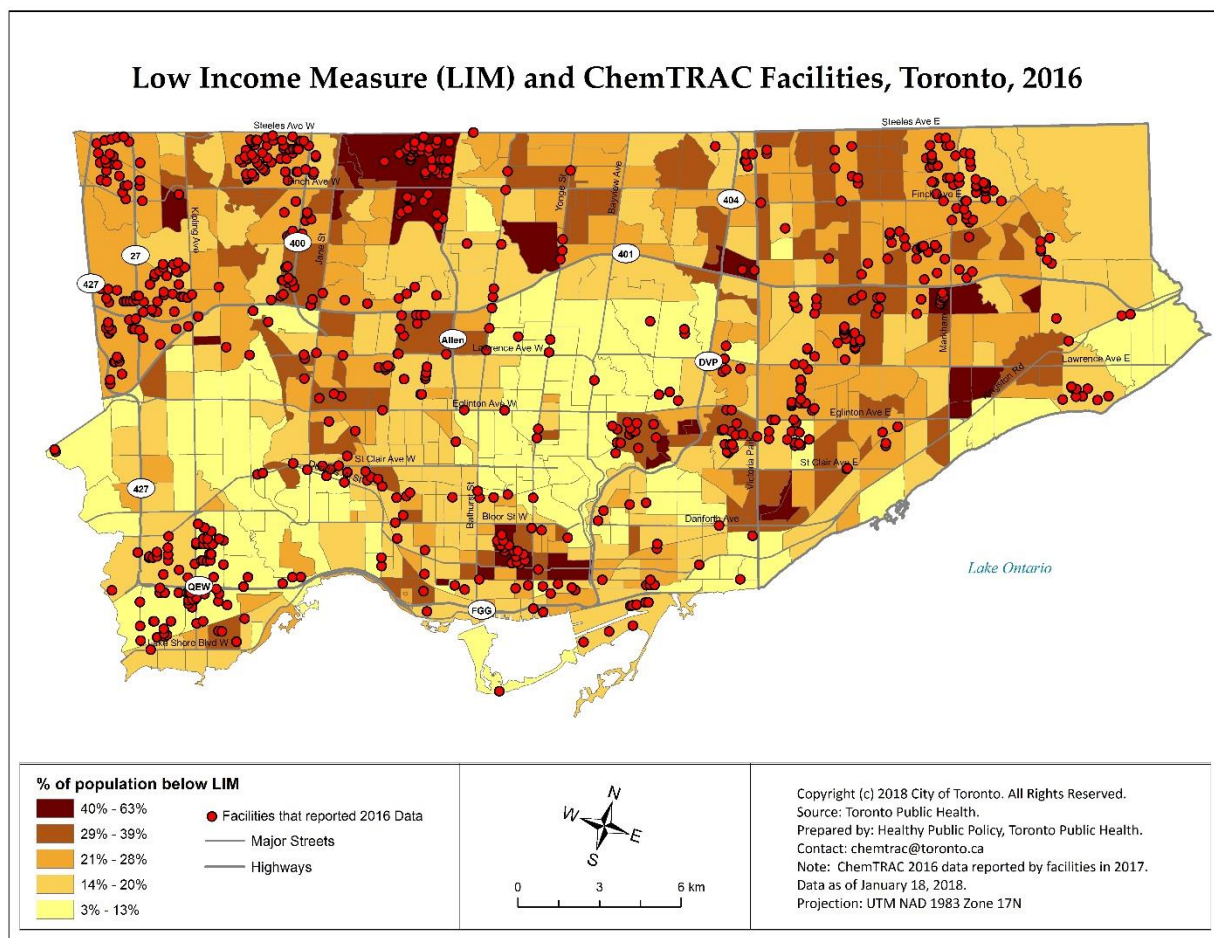 Low Income Measure (LIM) and ChemTRAC Facilities, Toronto, 2016
Steeles Ave W
Steeles Ave E
Finch Ave W
Finch Ave E
Kipling Ave
Jane St
Yonge St
Bayview Ave
404
27
400
401
427
Markham Rd
Allen
Lawrence Ave W
DVP
Lawrence Ave E
Kingston Rd
Eglinton Ave W
Eglinton Ave E
St Clair Ave W
Victoria Park
St Clair Ave E
427
Bathurst St
Bloor St W
Danforth Ave
Lake Ontario
QEW
FGG
Lake Shore Blvd W
% of population below LIM
40% - 63%
29% - 39%
21% - 28%
14% - 20%
3% - 13%
Facilities that reported 2016 Data
Major Streets
Highways
N
W
E
S
0 3 6 km
Copyright (c) 2018 City of Toronto. All Rights Reserved.
Source: Toronto Public Health.
Prepared by: Healthy Public Policy, Toronto Public Health.
Contact: chemtrac@toronto.ca
Note: ChemTRAC 2016 data reported by facilities in 2017.
Data as of January 18, 2018.
Projection: UTM NAD 1983 Zone 17N